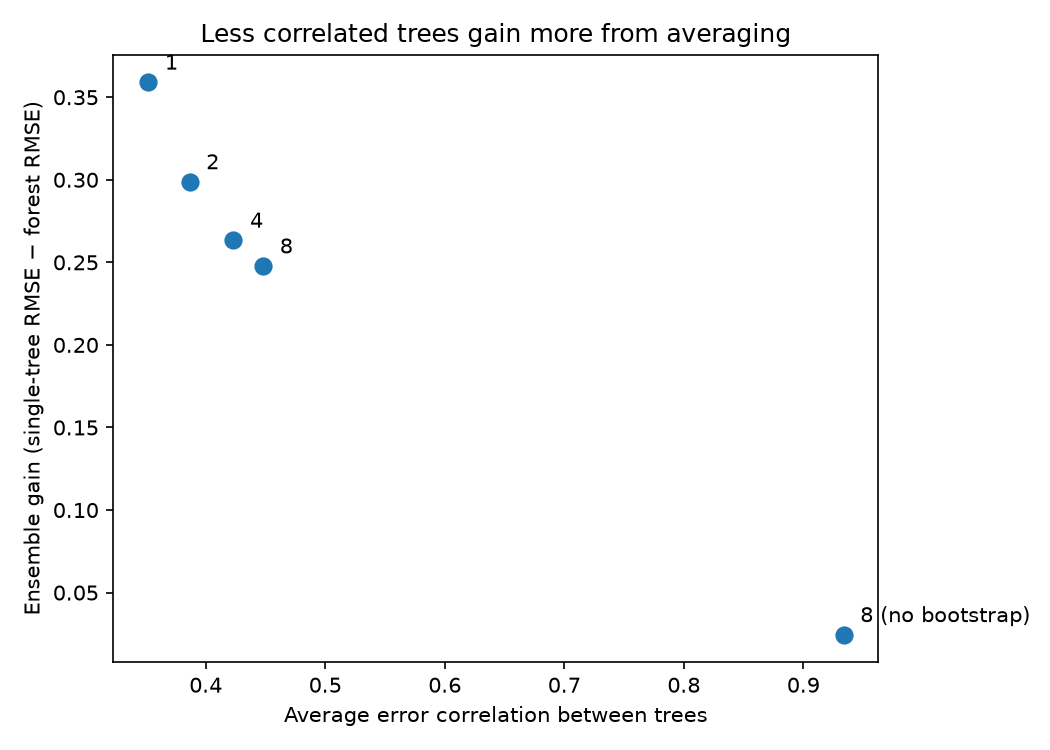 Less correlated trees gain more from averaging
Ensemble gain (single-tree RMSE − forest RMSE)
0.35
0.30
0.25
0.20
0.15
0.10
0.05
1
2
4
8
8 (no bootstrap)
0.4 0.5 0.6 0.7 0.8 0.9
Average error correlation between trees